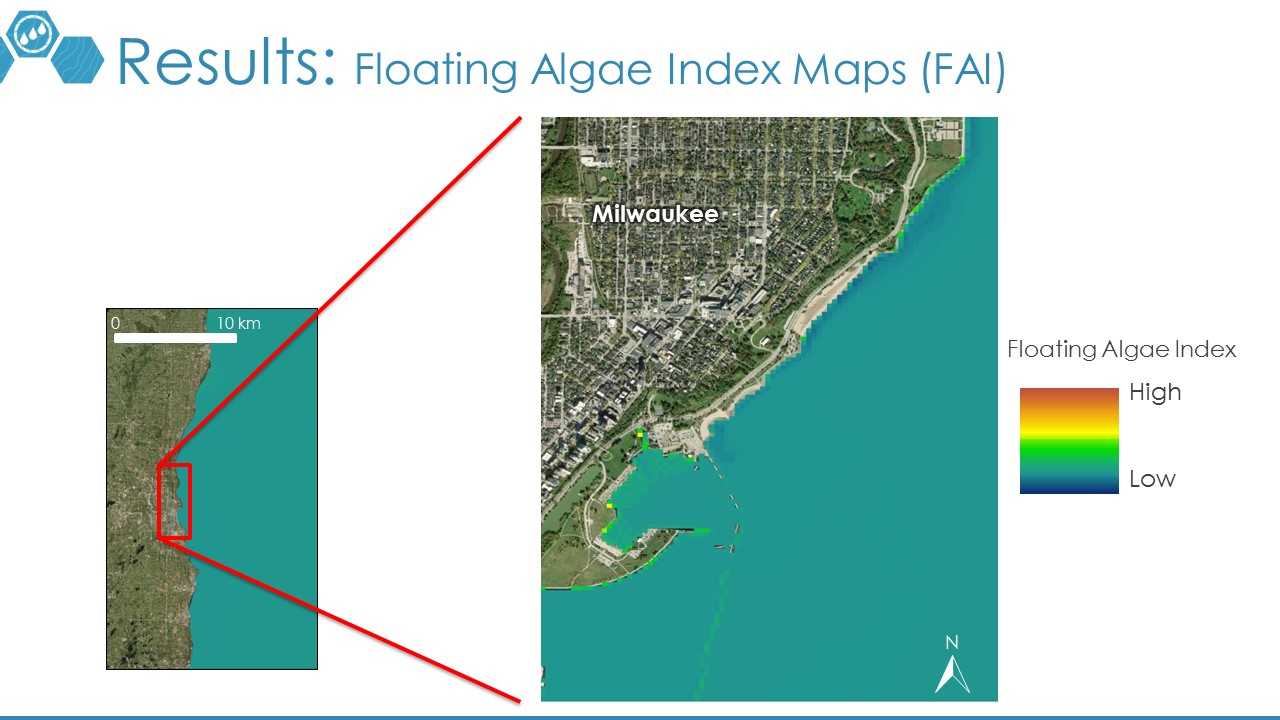 Results: Floating Algae Index Maps (FAI)
Milwaukee
0 10 km
Floating Algae Index
High
Low
N